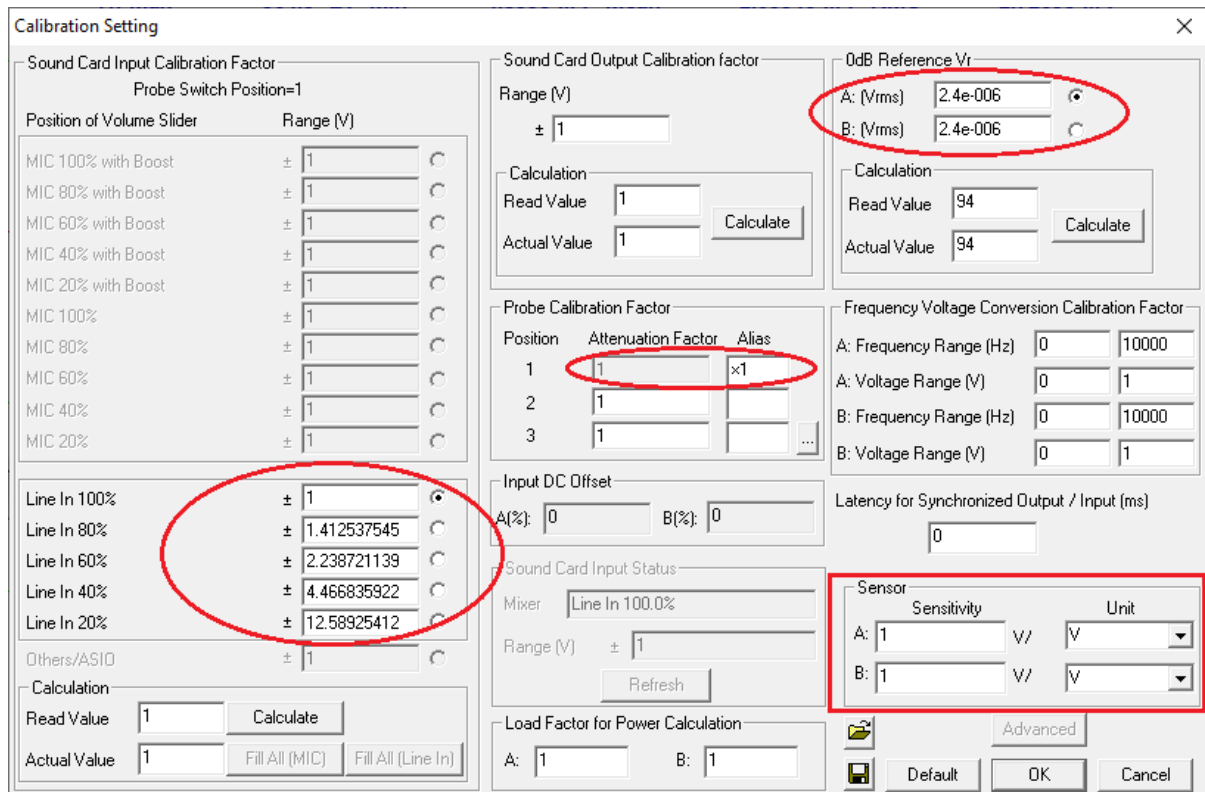 Calibration Setting
Sound Card Input Calibration Factor
Probe Switch Position=1
Position of Volume Slider Range (V)
MIC 100% with Boost ± 1
MIC 80% with Boost ± 1
MIC 60% with Boost ± 1
MIC 40% with Boost ± 1
MIC 20% with Boost ± 1
MIC 100% ± 1
MIC 80% ± 1
MIC 60% ± 1
MIC 40% ± 1
MIC 20% ± 1
Line In 100% ± 1
Line In 80% ± 1.412537545
Line In 60% ± 2.238721139
Line In 40% ± 4.466835922
Line In 20% ± 12.58925412
Others/ASIO ± 1
Calculation
Read Value 1 Calculate
Actual Value 1 Fill All (MIC) Fill All (Line In)
Sound Card Output Calibration factor
Range (V)
± 1
Calculation
Read Value 1
Actual Value 1
Calculate
Probe Calibration Factor
Position Attenuation Factor Alias
1 1 ×1
2 1
3 1 ...
Input DC Offset
A(%): 0 B(%): 0
Sound Card Input Status
Mixer Line In 100.0%
Range (V) ± 1
Refresh
Load Factor for Power Calculation
A: 1 B: 1
0dB Reference Vr
A: (Vrms) 2.4e-006
B: (Vrms) 2.4e-006
Calculation
Read Value 94
Actual Value 94
Calculate
Frequency Voltage Conversion Calibration Factor
A: Frequency Range (Hz) 0 10000
A: Voltage Range (V) 0 1
B: Frequency Range (Hz) 0 10000
B: Voltage Range (V) 0 1
Latency for Synchronized Output / Input (ms)
0
Sensor
Sensitivity Unit
A: 1 V/ V
B: 1 V/ V
Advanced
Default OK Cancel